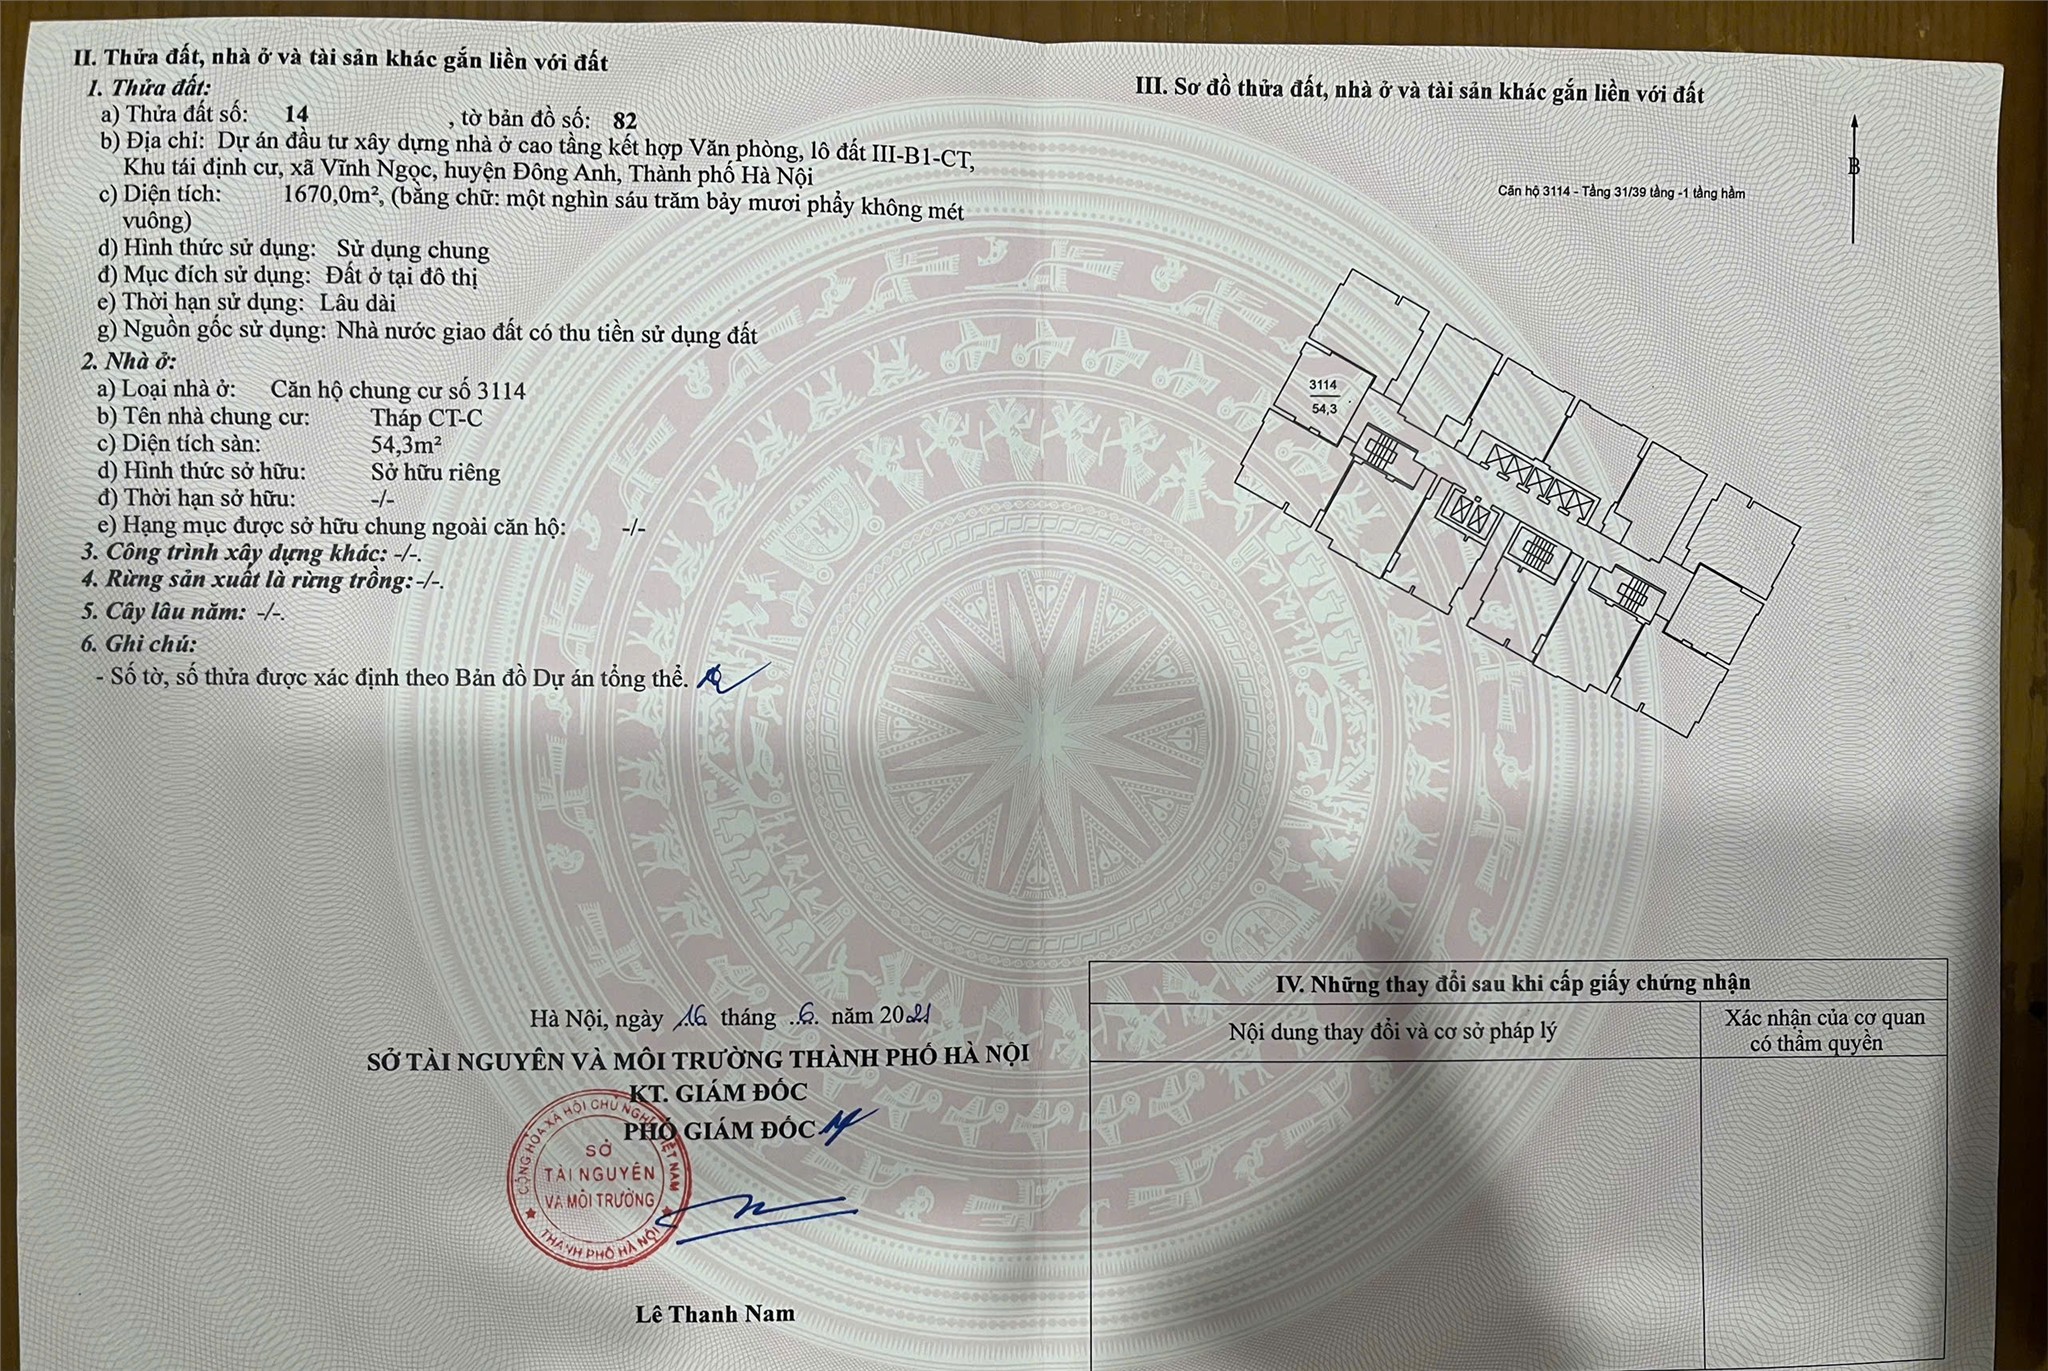 II. Thửa đất, nhà ở và tài sản khác gắn liền với đất
1. Thửa đất:
a) Thửa đất số: 14 , tờ bản đồ số: 82
b) Địa chỉ: Dự án đầu tư xây dựng nhà ở cao tầng kết hợp Văn phòng, lô đất III-B1-CT,
Khu tái định cư, xã Vĩnh Ngọc, huyện Đông Anh, Thành phố Hà Nội
c) Diện tích: 1670,0m², (bằng chữ: một nghìn sáu trăm bảy mươi phẩy không mét
vuông)
d) Hình thức sử dụng: Sử dụng chung
đ) Mục đích sử dụng: Đất ở tại đô thị
e) Thời hạn sử dụng: Lâu dài
g) Nguồn gốc sử dụng: Nhà nước giao đất có thu tiền sử dụng đất
2. Nhà ở:
a) Loại nhà ở: Căn hộ chung cư số 3114
b) Tên nhà chung cư: Tháp CT-C
c) Diện tích sàn: 54,3m²
d) Hình thức sở hữu: Sở hữu riêng
đ) Thời hạn sở hữu: -/-
e) Hạng mục được sở hữu chung ngoài căn hộ: -/-
3. Công trình xây dựng khác: -/-.
4. Rừng sản xuất là rừng trồng:-/-.
5. Cây lâu năm: -/-.
6. Ghi chú:
- Số tờ, số thửa được xác định theo Bản đồ Dự án tổng thể.
Hà Nội, ngày 16 tháng 6 năm 2021
SỞ TÀI NGUYÊN VÀ MÔI TRƯỜNG THÀNH PHỐ HÀ NỘI
KT. GIÁM ĐỐC
PHÓ GIÁM ĐỐC
CỘNG HÒA XÃ HỘI CHỦ NGHĨA VIỆT NAM
SỞ
TÀI NGUYÊN
VÀ MÔI TRƯỜNG
THÀNH PHỐ HÀ NỘI
Lê Thanh Nam
III. Sơ đồ thửa đất, nhà ở và tài sản khác gắn liền với đất
B
Căn hộ 3114 - Tầng 31/39 tầng -1 tầng hầm
3114
54,3
IV. Những thay đổi sau khi cấp giấy chứng nhận
Nội dung thay đổi và cơ sở pháp lý
Xác nhận của cơ quan
có thẩm quyền